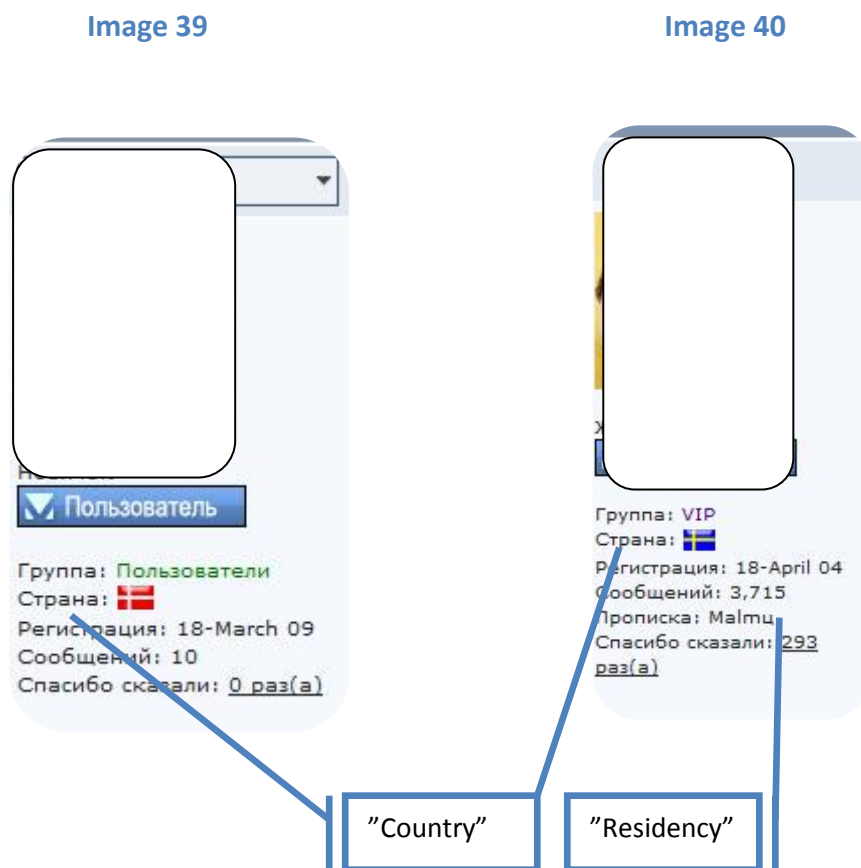 Image 39
Image 40
Пользователь
Группа: Пользователи
Страна:
Регистрация: 18-March 09
Сообщений: 10
Спасибо сказали: 0 раз(а)
Группа: VIP
Страна:
Регистрация: 18-April 04
Сообщений: 3,715
Прописка: Malmц
Спасибо сказали: 293
раз(а)
"Country"
"Residency"